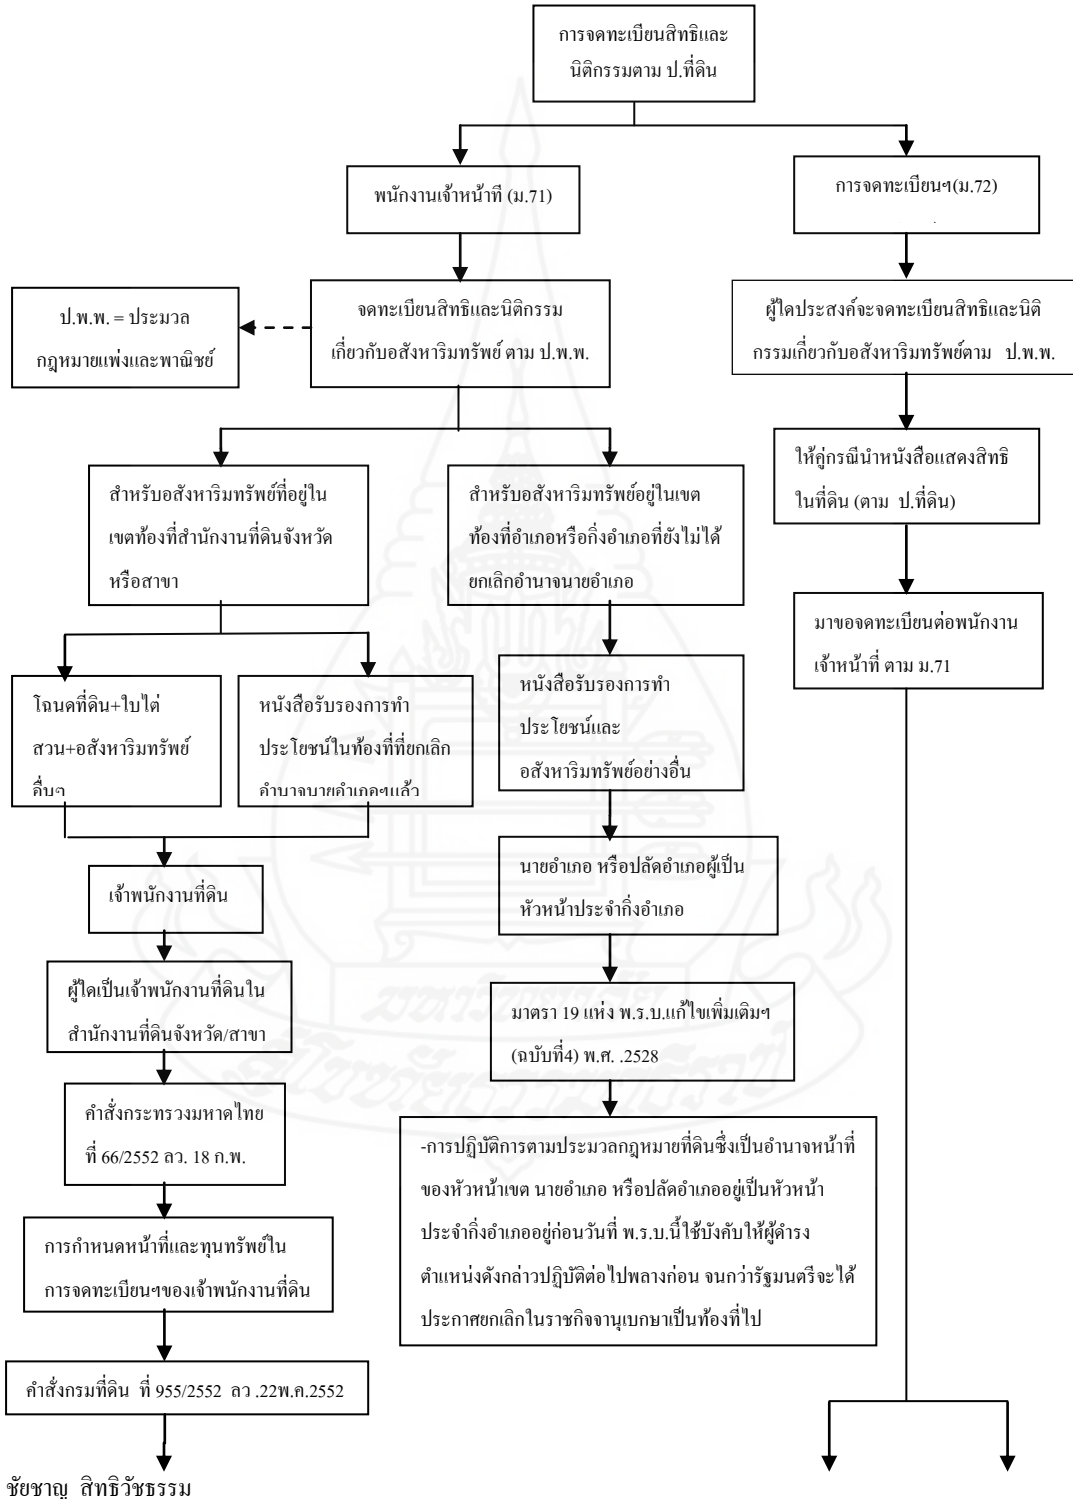 การจดทะเบียนสิทธิและ
นิติกรรมตาม ป.ที่ดิน
พนักงานเจ้าหน้าที่ (ม.71)
การจดทะเบียนฯ(ม.72)
ป.พ.พ. = ประมวล
กฎหมายแพ่งและพาณิชย์
จดทะเบียนสิทธิและนิติกรรม
เกี่ยวกับอสังหาริมทรัพย์ ตาม ป.พ.พ.
ผู้ใดประสงค์จะจดทะเบียนสิทธิและนิติ
กรรมเกี่ยวกับอสังหาริมทรัพย์ตาม ป.พ.พ.
สำหรับอสังหาริมทรัพย์ที่อยู่ใน
เขตท้องที่สำนักงานที่ดินจังหวัด
หรือสาขา
สำหรับอสังหาริมทรัพย์อยู่ในเขต
ท้องที่อำเภอหรือกิ่งอำเภอที่ยังไม่ได้
ยกเลิกอำนาจนายอำเภอ
ให้คู่กรณีนำหนังสือแสดงสิทธิ
ในที่ดิน (ตาม ป.ที่ดิน)
มาขอจดทะเบียนต่อพนักงาน
เจ้าหน้าที่ ตาม ม.71
โฉนดที่ดิน+ใบไต่
สวน+อสังหาริมทรัพย์
อื่นๆ
หนังสือรับรองการทำ
ประโยชน์ในท้องที่ที่ยกเลิก
อำนาจนายอำเภอฯแล้ว
หนังสือรับรองการทำ
ประโยชน์และ
อสังหาริมทรัพย์อย่างอื่น
เจ้าพนักงานที่ดิน
นายอำเภอ หรือปลัดอำเภอผู้เป็น
หัวหน้าประจำกิ่งอำเภอ
ผู้ใดเป็นเจ้าพนักงานที่ดินใน
สำนักงานที่ดินจังหวัด/สาขา
มาตรา 19 แห่ง พ.ร.บ.แก้ไขเพิ่มเติมฯ
(ฉบับที่4) พ.ศ. .2528
คำสั่งกระทรวงมหาดไทย
ที่ 66/2552 ลว. 18 ก.พ.
-การปฏิบัติการตามประมวลกฎหมายที่ดินซึ่งเป็นอำนาจหน้าที่
ของหัวหน้าเขต นายอำเภอ หรือปลัดอำเภออยู่เป็นหัวหน้า
ประจำกิ่งอำเภออยู่ก่อนวันที่ พ.ร.บ.นี้ใช้บังคับให้ผู้ดำรง
ตำแหน่งดังกล่าวปฏิบัติต่อไปพลางก่อน จนกว่ารัฐมนตรีจะได้
ประกาศยกเลิกในราชกิจจานุเบกษาเป็นท้องที่ไป
การกำหนดหน้าที่และทุนทรัพย์ใน
การจดทะเบียนฯของเจ้าพนักงานที่ดิน
คำสั่งกรมที่ดิน ที่ 955/2552 ลว .22พ.ค.2552
ชัยชาญ สิทธิวัชธรรม
มหาวิทยาลัย
สุโขทัยธรรมาธิราช